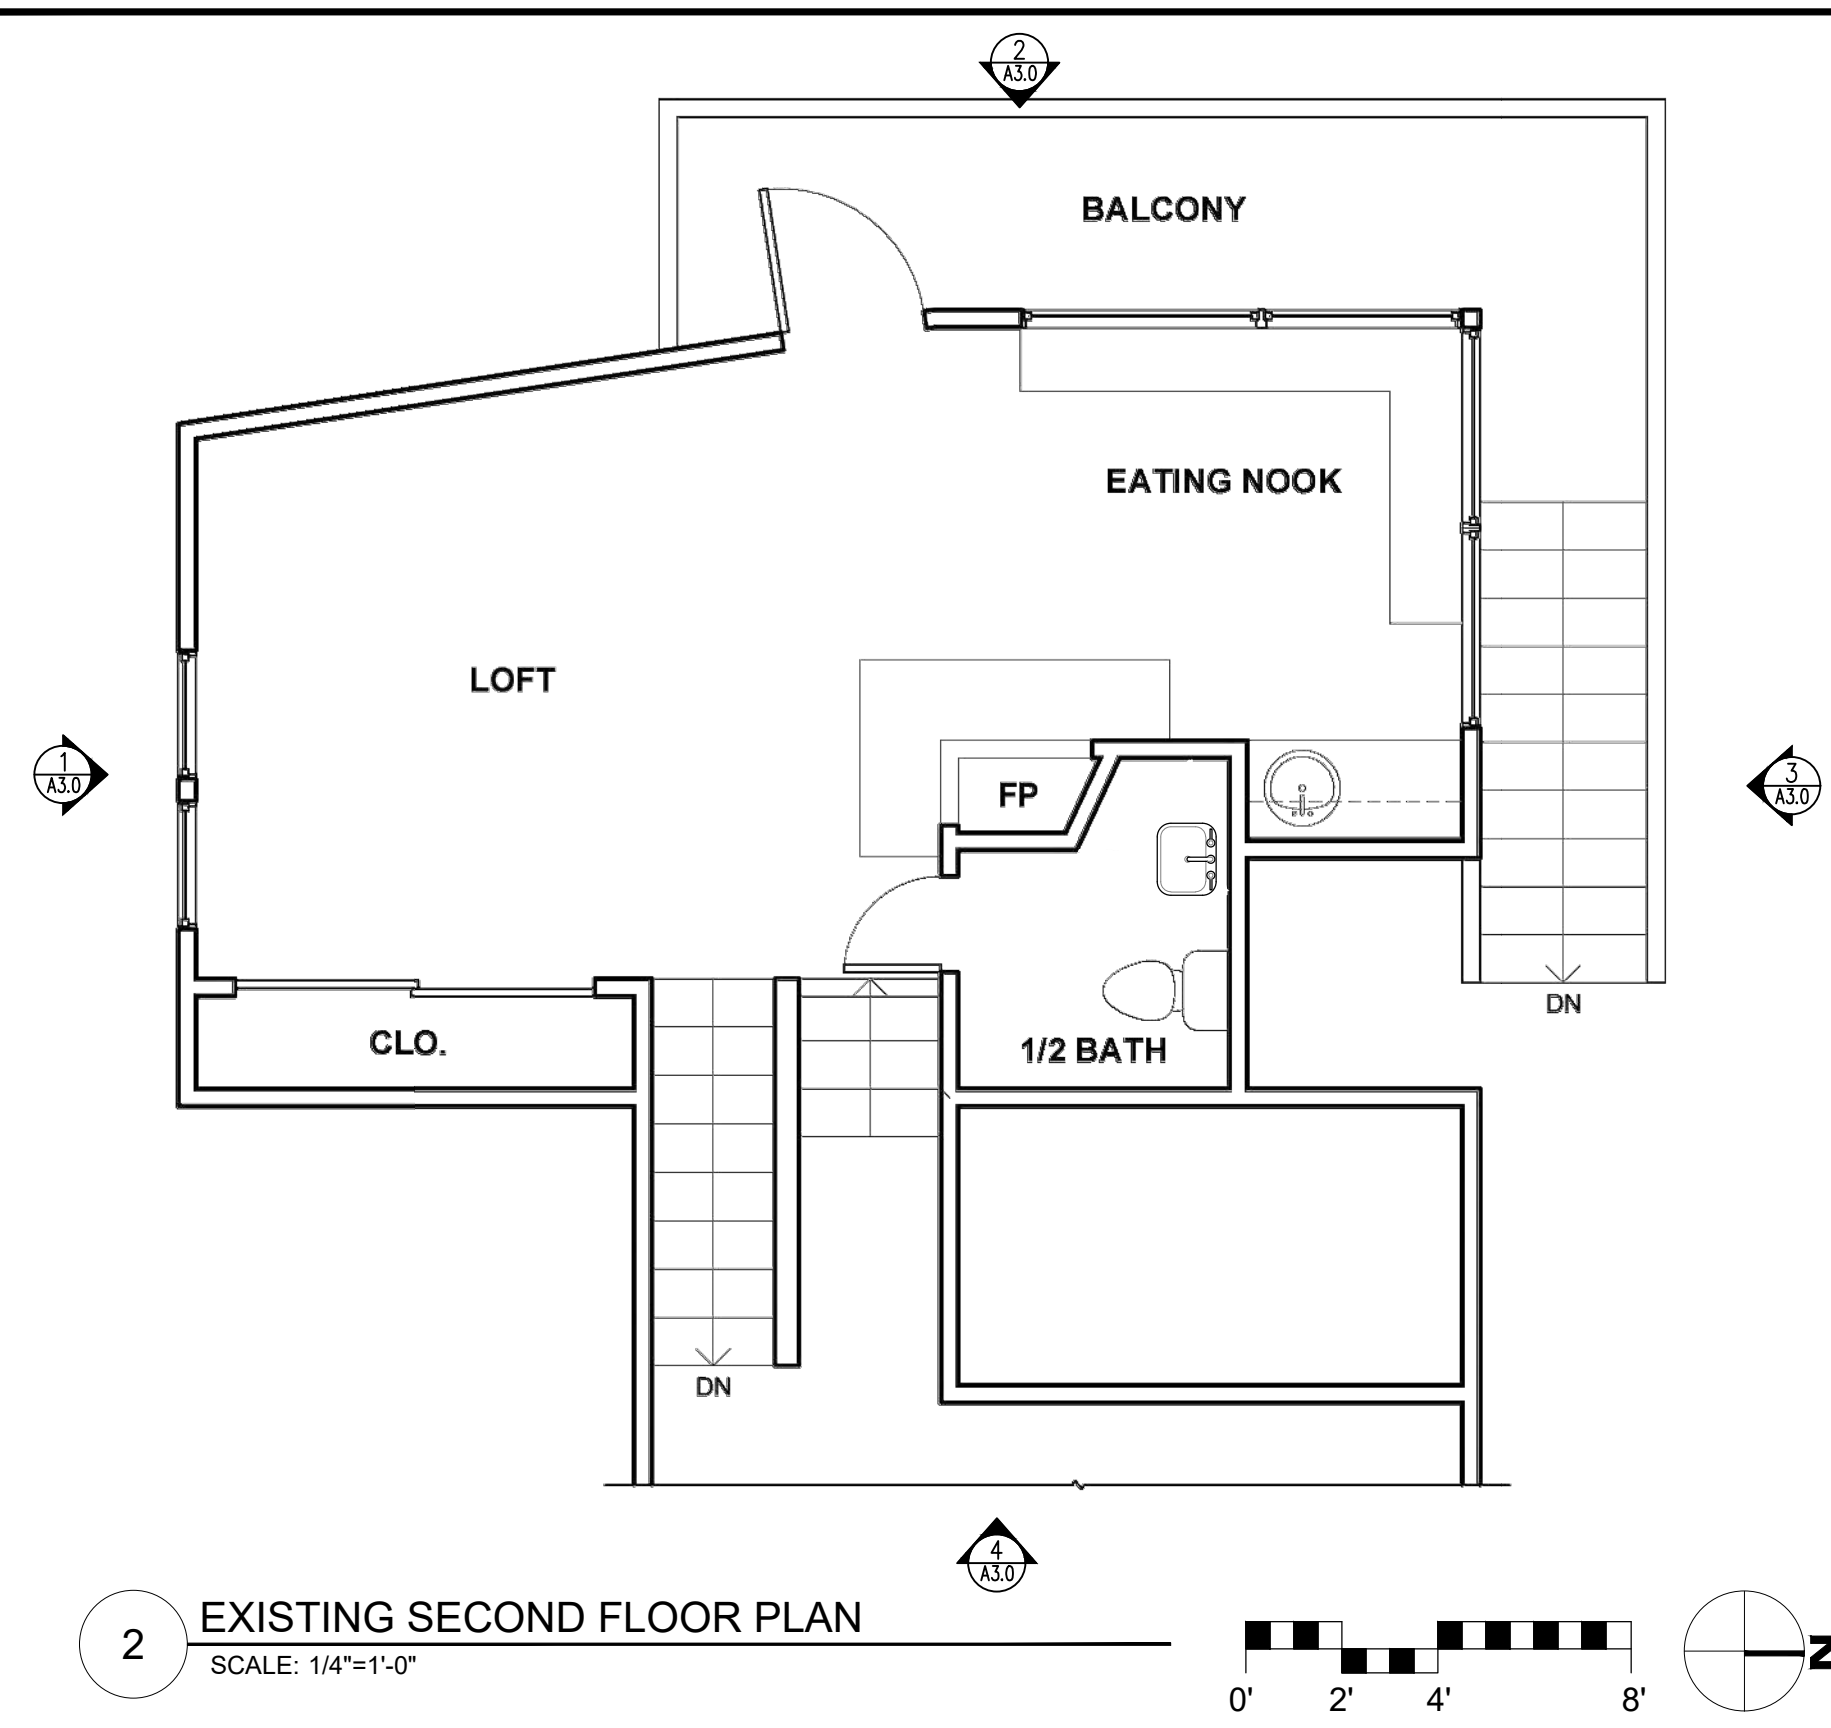 2
A3.0
BALCONY
EATING NOOK
LOFT
1
A3.0
FP
3
A3.0
DN
CLO.
1/2 BATH
DN
4
A3.0
2
EXISTING SECOND FLOOR PLAN
SCALE: 1/4"=1'-0"
0' 2' 4' 8'
N